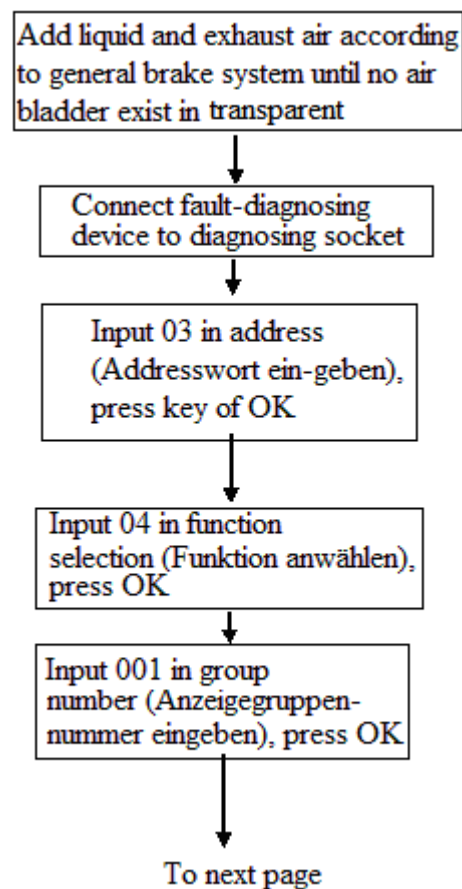 Add liquid and exhaust air according
to general brake system until no air
bladder exist in transparent
Connect fault-diagnosing
device to diagnosing socket
Input 03 in address
(Addresswort ein-geben),
press key of OK
Input 04 in function
selection (Funktion anwählen),
press OK
Input 001 in group
number (Anzeigegruppen-
nummer eingeben), press OK
To next page